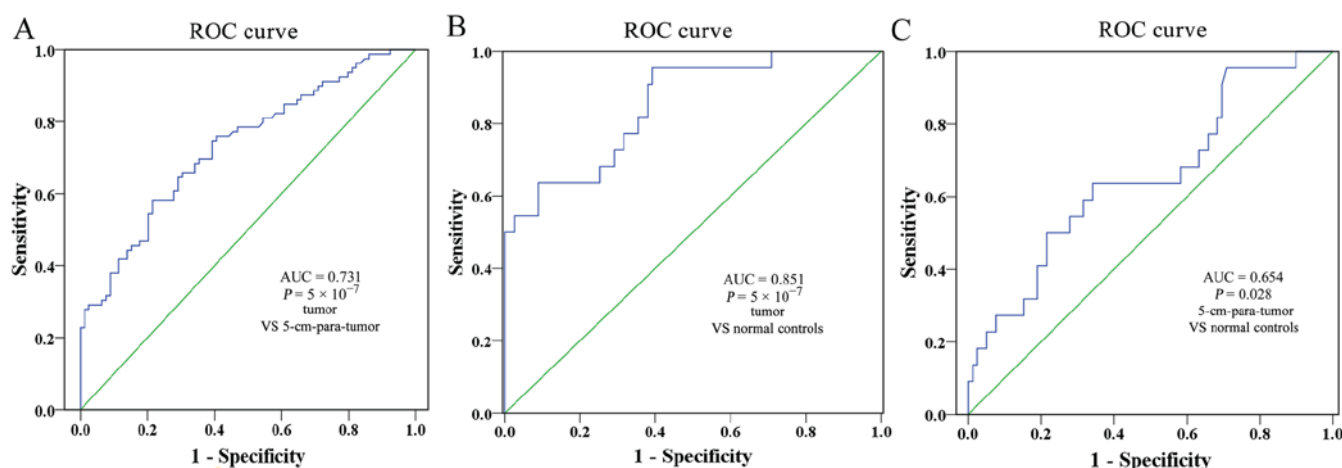 A
ROC curve
1.0
0.8
0.6
0.4
0.2
0.0
Sensitivity
AUC = 0.731
P = 5 × 10⁻⁷
tumor
VS 5-cm-para-tumor
0.0 0.2 0.4 0.6 0.8 1.0
1 - Specificity
B
ROC curve
1.0
0.8
0.6
0.4
0.2
0.0
Sensitivity
AUC = 0.851
P = 5 × 10⁻⁷
tumor
VS normal controls
0.0 0.2 0.4 0.6 0.8 1.0
1 - Specificity
C
ROC curve
1.0
0.8
0.6
0.4
0.2
0.0
Sensitivity
AUC = 0.654
P = 0.028
5-cm-para-tumor
VS normal controls
0.0 0.2 0.4 0.6 0.8 1.0
1 - Specificity